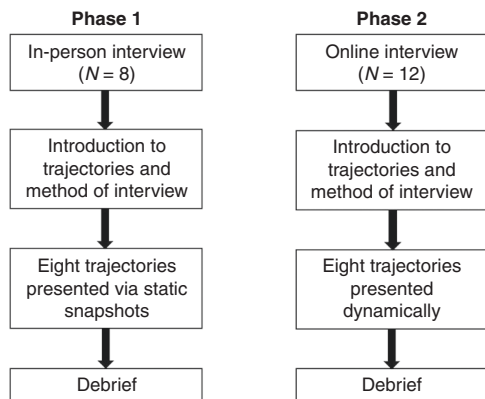 Phase 1
In-person interview
(N = 8)
Introduction to
trajectories and
method of interview
Eight trajectories
presented via static
snapshots
Debrief
Phase 2
Online interview
(N = 12)
Introduction to
trajectories and
method of interview
Eight trajectories
presented
dynamically
Debrief